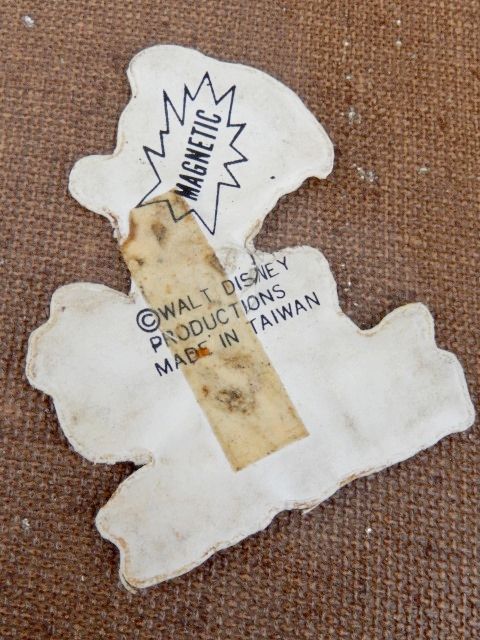 MAGNETIC
©WALT DISNEY
PRODUCTIONS
MADE IN TAIWAN